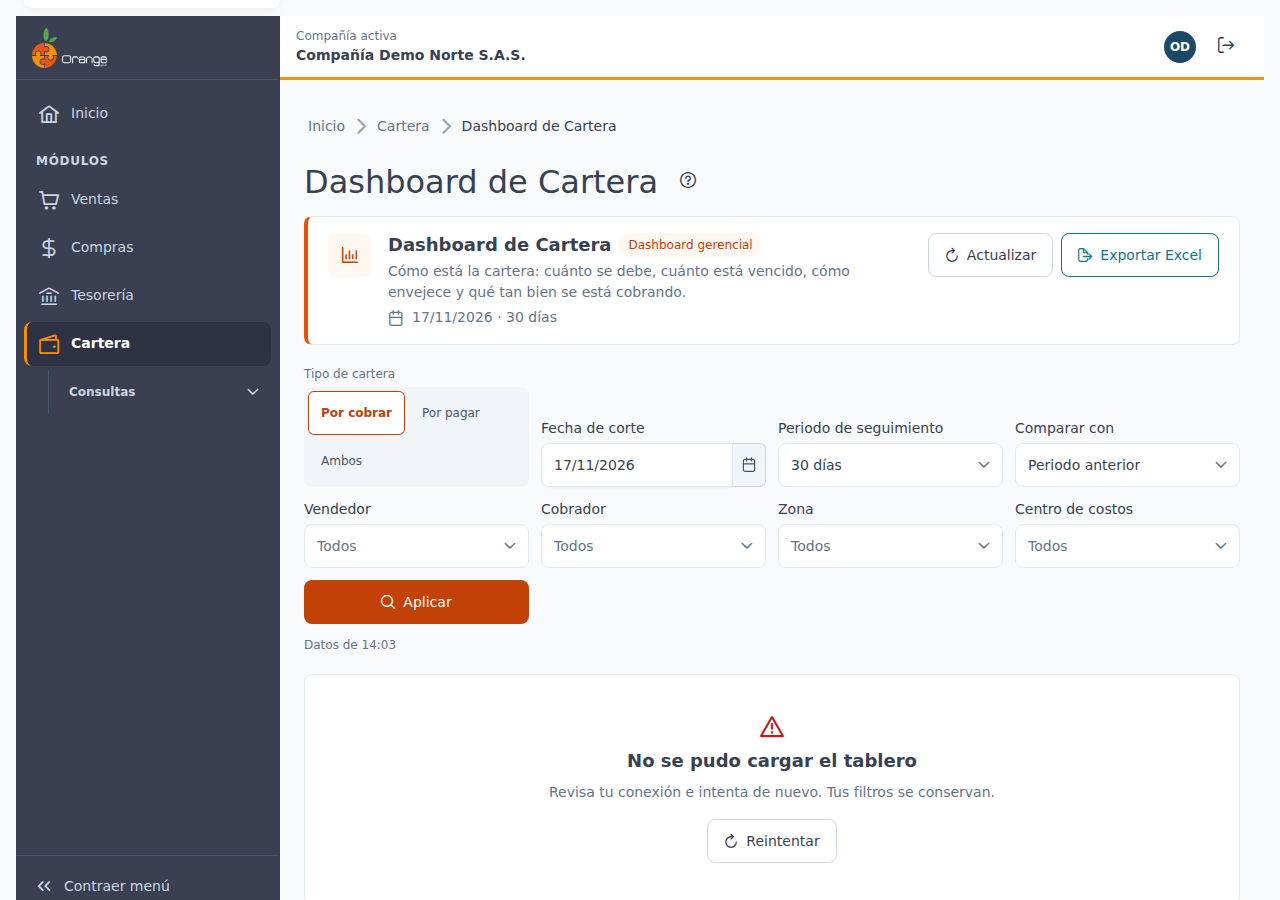 Orange
Compañía activa
Compañía Demo Norte S.A.S.
OD
Inicio
MÓDULOS
Ventas
Compras
Tesorería
Cartera
Consultas
Contraer menú
Inicio
Cartera
Dashboard de Cartera
Dashboard de Cartera
Dashboard de Cartera
Dashboard gerencial
Cómo está la cartera: cuánto se debe, cuánto está vencido, cómo
envejece y qué tan bien se está cobrando.
17/11/2026 · 30 días
Actualizar
Exportar Excel
Tipo de cartera
Por cobrar
Por pagar
Ambos
Fecha de corte
17/11/2026
Periodo de seguimiento
30 días
Comparar con
Periodo anterior
Vendedor
Todos
Cobrador
Todos
Zona
Todos
Centro de costos
Todos
Aplicar
Datos de 14:03
No se pudo cargar el tablero
Revisa tu conexión e intenta de nuevo. Tus filtros se conservan.
Reintentar